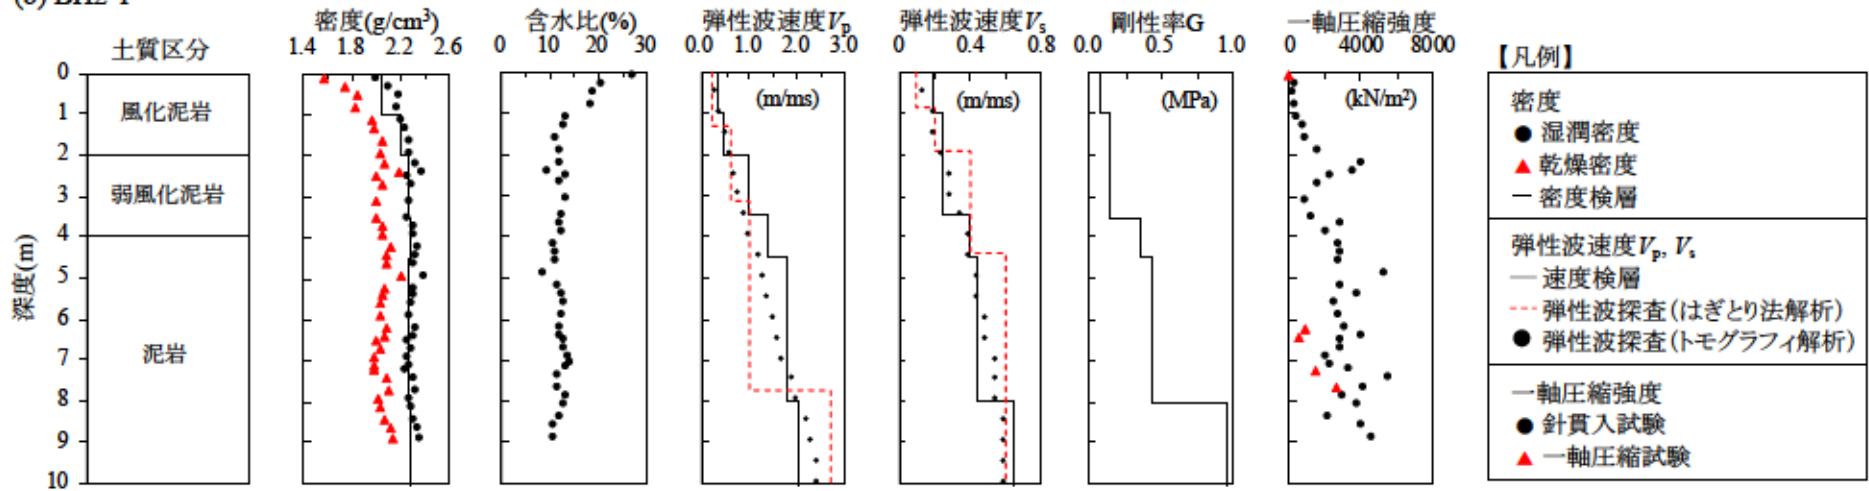 密度(g/cm³) 含水比(%) 弾性波速度Vp 弾性波速度Vs 剛性率G 一軸圧縮強度
土質区分
1.4 1.8 2.2 2.6 0 10 20 30 0.0 1.0 2.0 3.0 0 0.4 0.8 0.0 0.5 1.0 0 4000 8000
(m/ms) (m/ms) (MPa) (kN/m²)
深度(m)
0
1
2
3
4
5
6
7
8
9
10
風化泥岩
弱風化泥岩
泥岩
【凡例】
密度
湿潤密度
乾燥密度
密度検層
弾性波速度Vp, Vs
速度検層
弾性波探査(はぎとり法解析)
弾性波探査(トモグラフィ解析)
一軸圧縮強度
針貫入試験
一軸圧縮試験